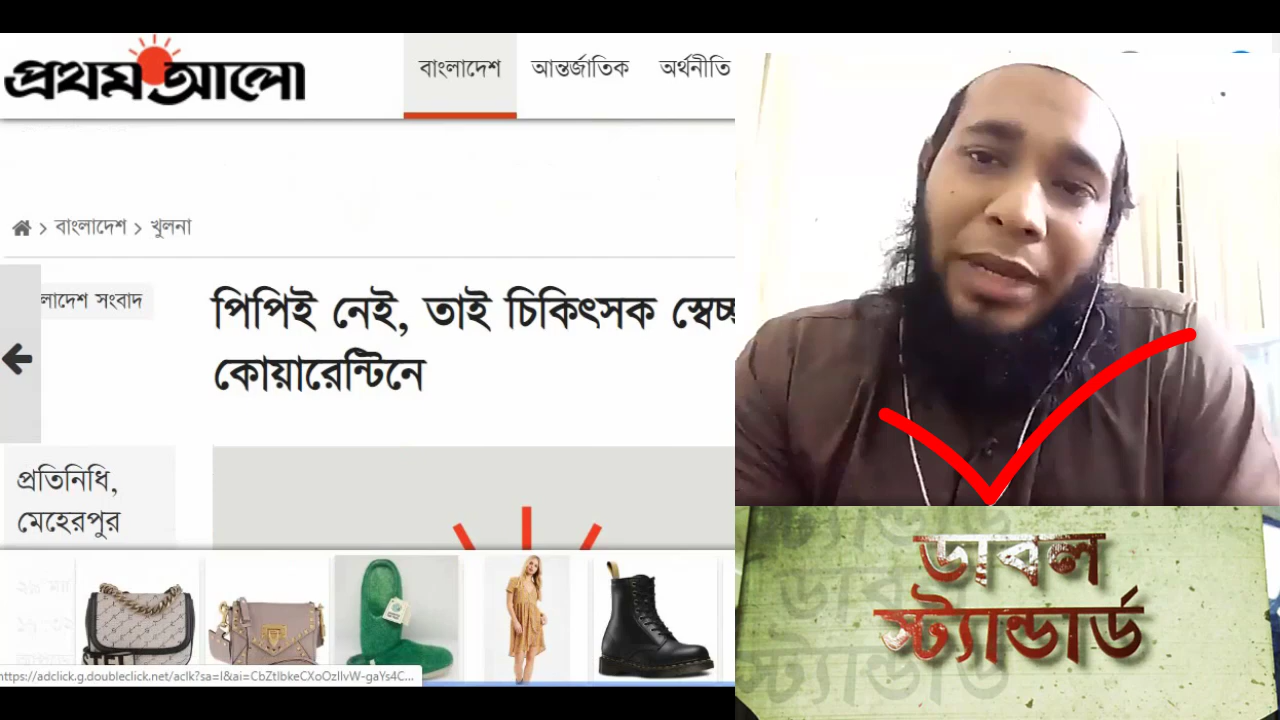 প্রথম আলো
বাংলাদেশ আন্তর্জাতিক অর্থনীতি
বাংলাদেশ > খুলনা
লাদেশ সংবাদ
পিপিই নেই, তাই চিকিৎসক
কোয়ারেন্টিনে
প্রতিনিধি,
মেহেরপুর
https://adclick.g.doubleclick.net/aclk?sa=l&ai=CbZtlbkeCXoOzIlvW-gaYs4C...
ডাবল
স্ট্যান্ডার্ড